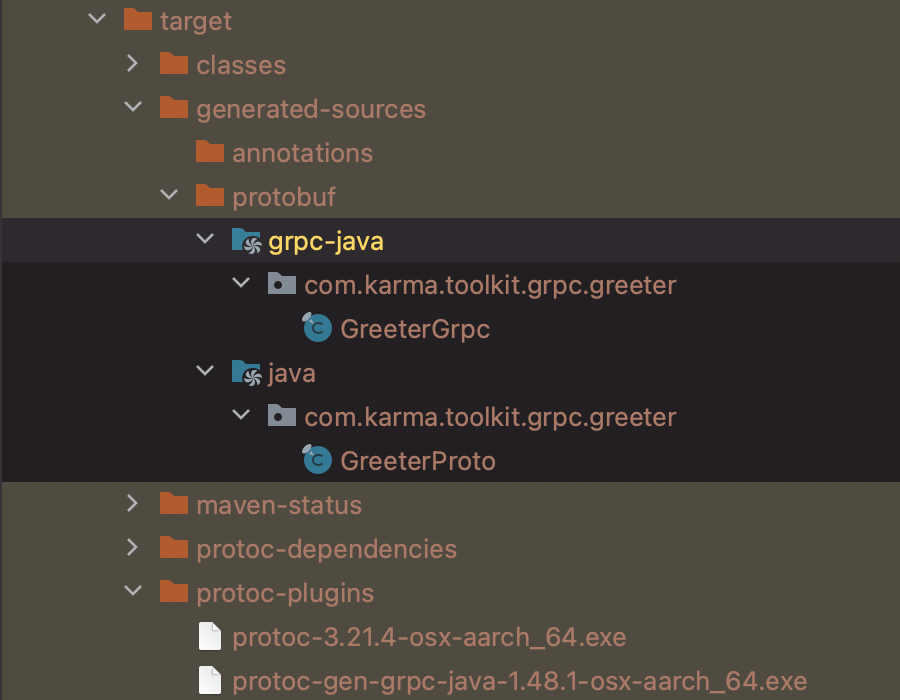 target
classes
generated-sources
annotations
protobuf
grpc-java
com.karma.toolkit.grpc.greeter
GreeterGrpc
java
com.karma.toolkit.grpc.greeter
GreeterProto
maven-status
protoc-dependencies
protoc-plugins
protoc-3.21.4-osx-aarch_64.exe
protoc-gen-grpc-java-1.48.1-osx-aarch_64.exe